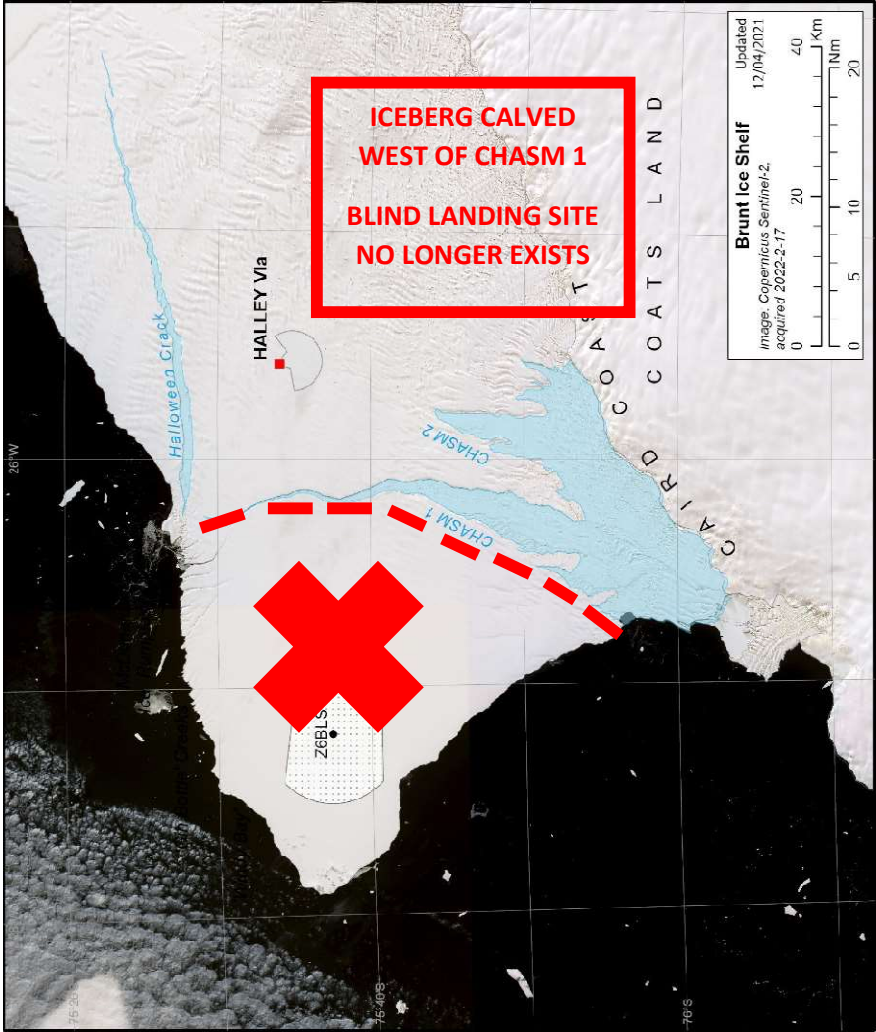 ICEBERG CALVED
WEST OF CHASM 1
BLIND LANDING SITE
NO LONGER EXISTS
Brunt Ice Shelf
Updated
12/04/2021
Image. Copernicus Sentinel-2,
acquired 2022-2-17
0 20 40 Km
0 5 10 20 Nm
26°W
Halloween Crack
HALLEY VIa
CHASM 2
CHASM 1
CAIRD COAST
COATS LAND
Z6BLS
75°20'
75°40'S
76°S